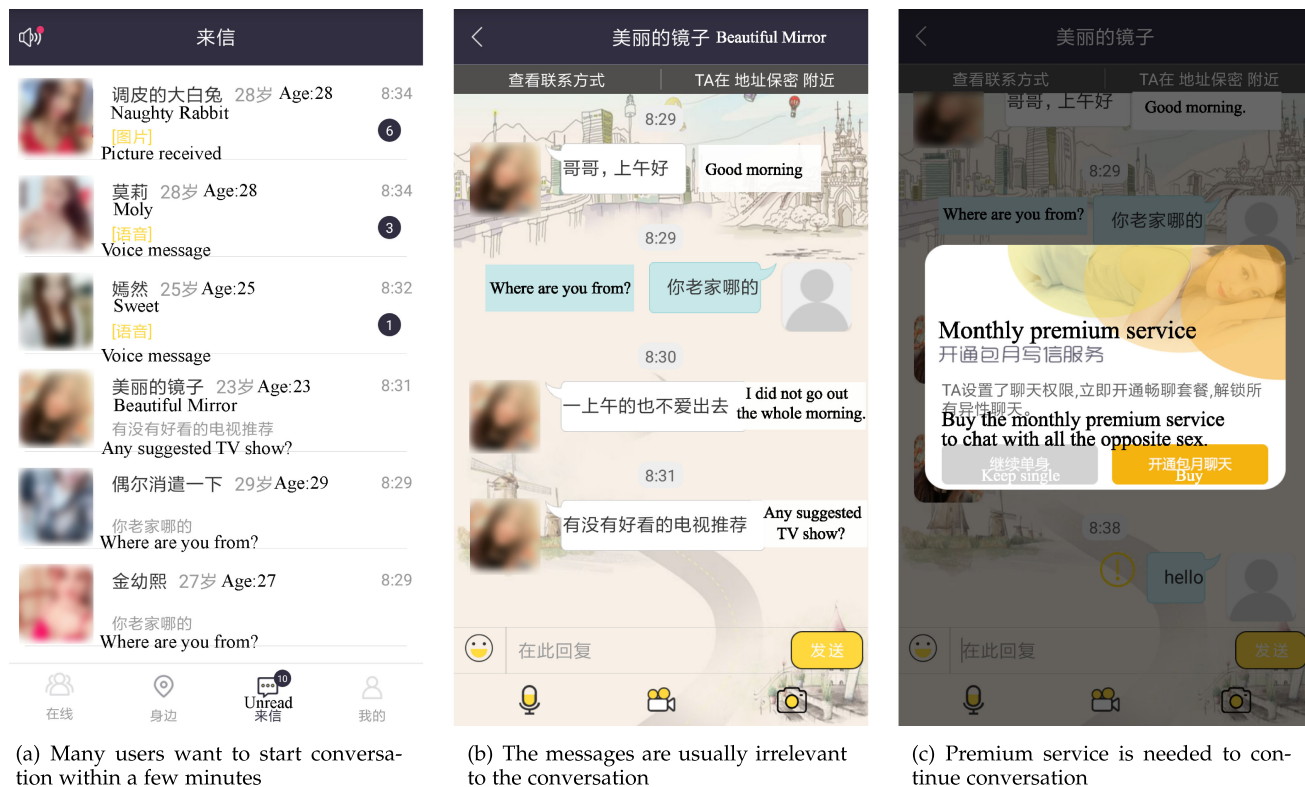 来信
调皮的大白兔 28岁 Age:28 8:34
Naughty Rabbit
[图片] 6
Picture received
莫莉 28岁 Age:28 8:34
Moly
[语音] 3
Voice message
嫣然 25岁 Age:25 8:32
Sweet
[语音] 1
Voice message
美丽的镜子 23岁 Age:23 8:31
Beautiful Mirror
有没有好看的电视推荐
Any suggested TV show?
偶尔消遣一下 29岁 Age:29 8:29
你老家哪的
Where are you from?
金幼熙 27岁 Age:27 8:29
你老家哪的
Where are you from?
10
Unread
在线 身边 来信 我的
(a) Many users want to start conversa-
tion within a few minutes
美丽的镜子 Beautiful Mirror
查看联系方式 TA在 地址保密 附近
8:29
哥哥，上午好 Good morning
8:29
Where are you from? 你老家哪的
8:30
一上午的也不爱出去 I did not go out
the whole morning.
8:31
有没有好看的电视推荐 Any suggested
TV show?
在此回复 发送
(b) The messages are usually irrelevant
to the conversation
美丽的镜子
查看联系方式 TA在 地址保密 附近
哥哥，上午好 Good morning.
8:29
Where are you from? 你老家哪的
Monthly premium service
开通包月写信服务
TA设置了聊天权限,立即开通畅聊套餐,解锁所
有异性聊天。
Buy the monthly premium service
to chat with all the opposite sex.
继续单身 开通包月聊天
Keep single Buy
8:38
hello
在此回复 发送
(c) Premium service is needed to con-
tinue conversation